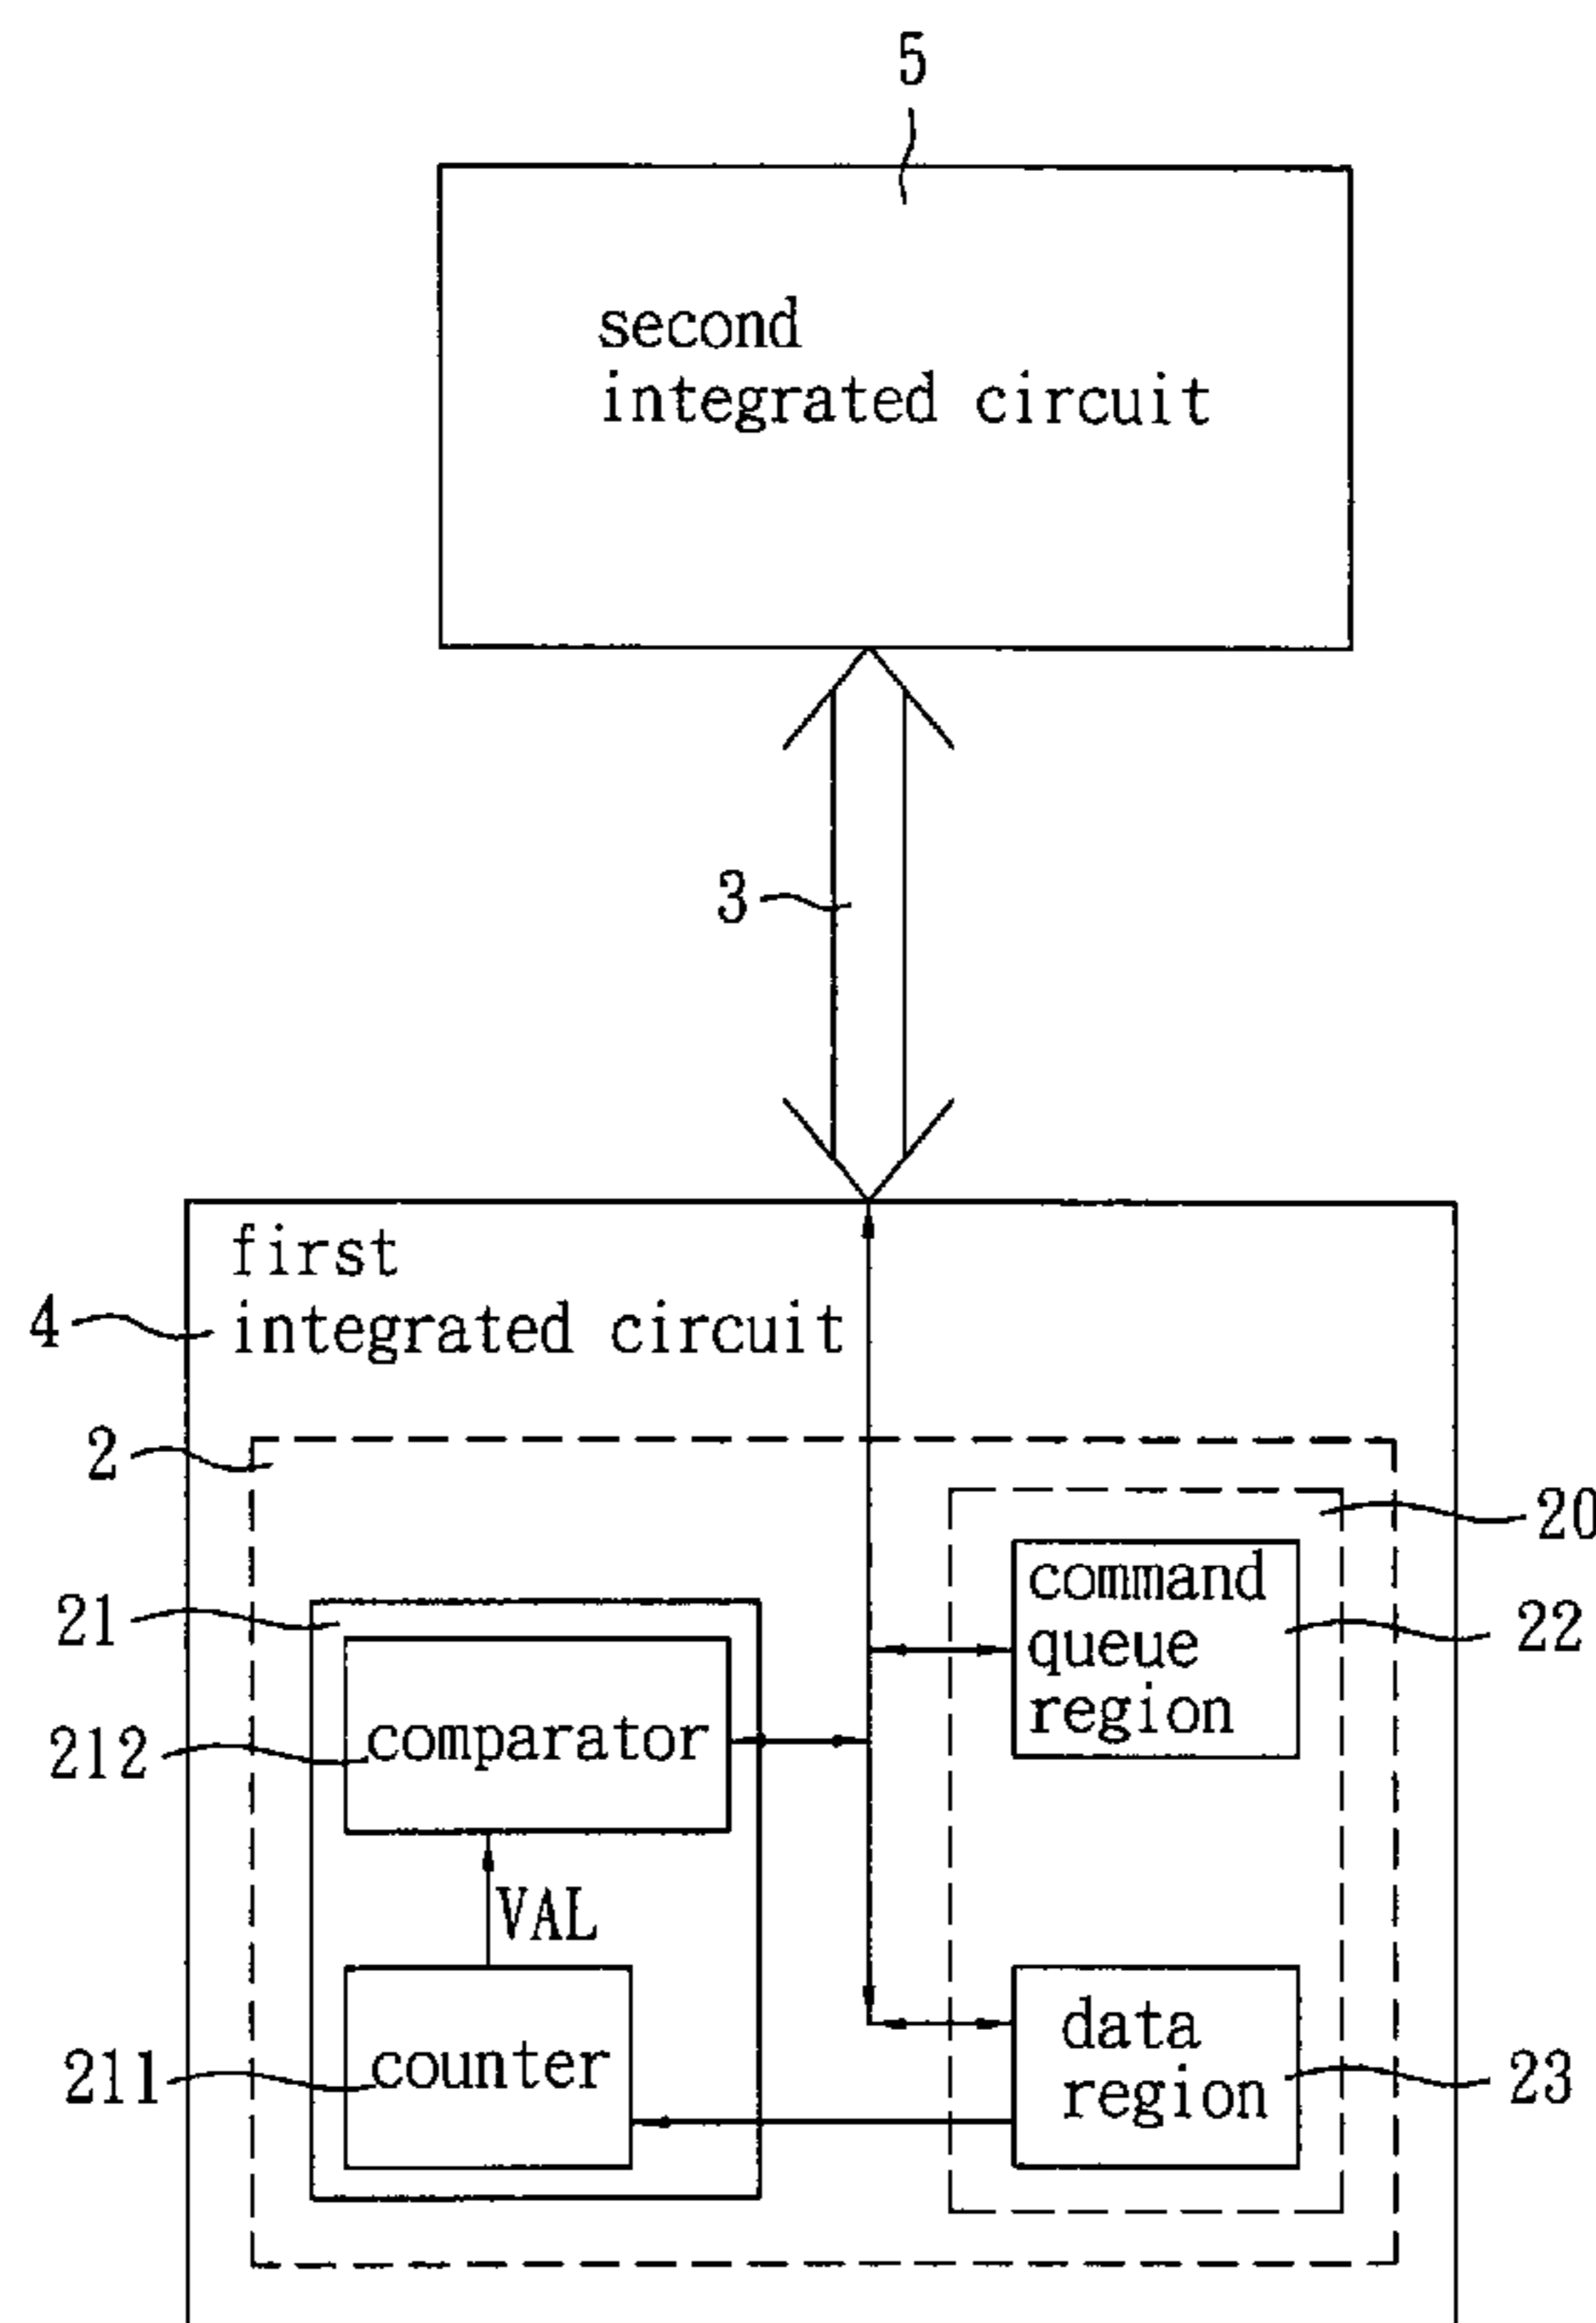 5
second
integrated circuit
3
first
4
integrated circuit
2
20
command
21
22
queue
region
212
comparator
VAL
data
211
counter
23
region